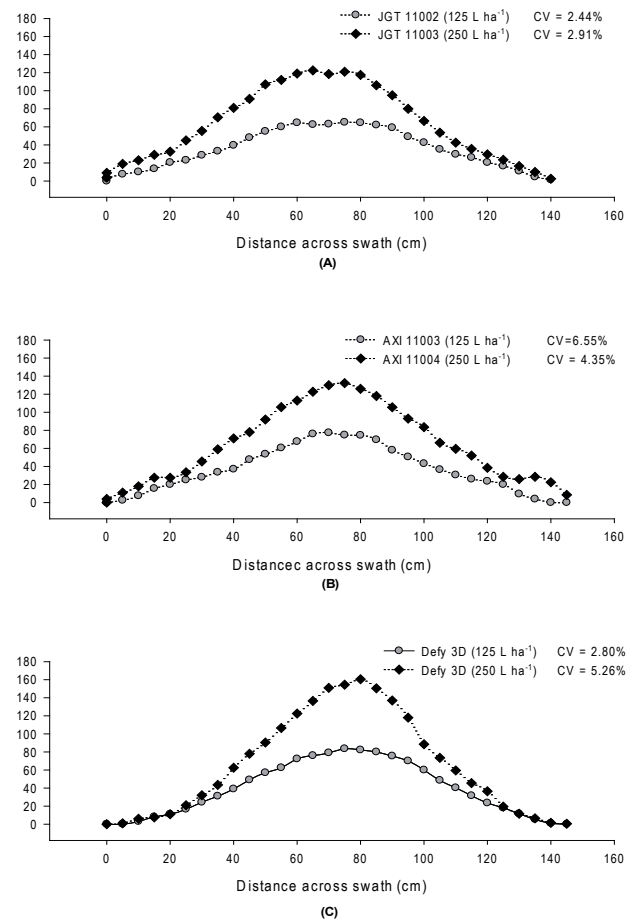 180
JGT 11002 (125 L ha⁻¹) CV = 2.44%
160
JGT 11003 (250 L ha⁻¹) CV = 2.91%
140
120
100
80
60
40
20
0
0 20 40 60 80 100 120 140 160
Distance across swath (cm)
(A)
180
AXI 11003 (125 L ha⁻¹) CV=6.55%
160
AXI 11004 (250 L ha⁻¹) CV = 4.35%
140
120
100
80
60
40
20
0
0 20 40 60 80 100 120 140 160
Distancec across swath (cm)
(B)
Defy 3D (125 L ha⁻¹) CV = 2.80%
180
Defy 3D (250 L ha⁻¹) CV = 5.26%
160
140
120
100
80
60
40
20
0
0 20 40 60 80 100 120 140 160
Distance across swath (cm)
(C)